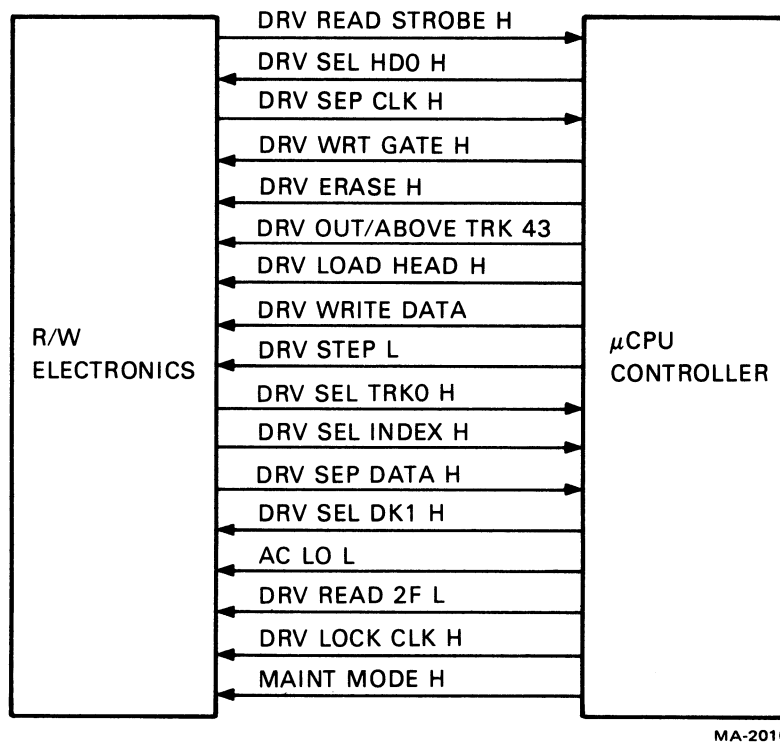 DRV READ STROBE H
DRV SEL HD0 H
DRV SEP CLK H
DRV WRT GATE H
DRV ERASE H
DRV OUT/ABOVE TRK 43
DRV LOAD HEAD H
DRV WRITE DATA
DRV STEP L
DRV SEL TRK0 H
DRV SEL INDEX H
DRV SEP DATA H
DRV SEL DK1 H
AC LO L
DRV READ 2F L
DRV LOCK CLK H
MAINT MODE H
R/W
ELECTRONICS
μCPU
CONTROLLER